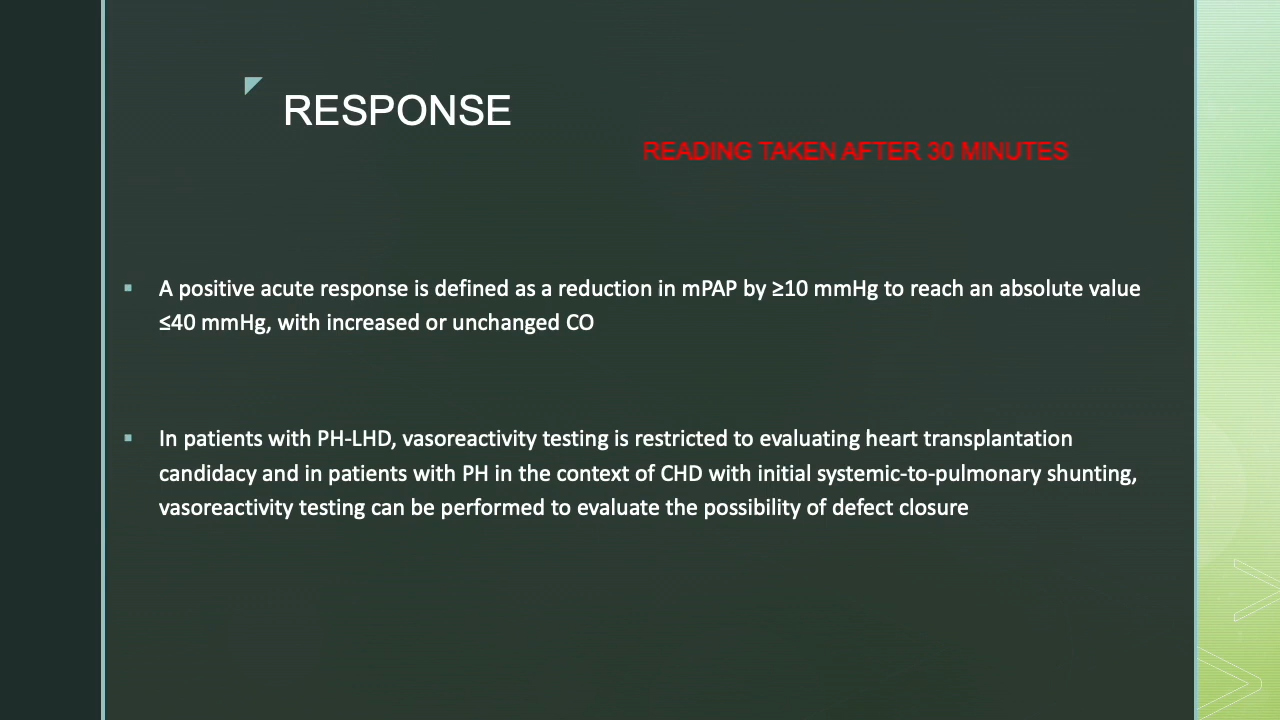 RESPONSE
READING TAKEN AFTER 30 MINUTES
▪ A positive acute response is defined as a reduction in mPAP by ≥10 mmHg to reach an absolute value
≤40 mmHg, with increased or unchanged CO
▪ In patients with PH-LHD, vasoreactivity testing is restricted to evaluating heart transplantation
candidacy and in patients with PH in the context of CHD with initial systemic-to-pulmonary shunting,
vasoreactivity testing can be performed to evaluate the possibility of defect closure